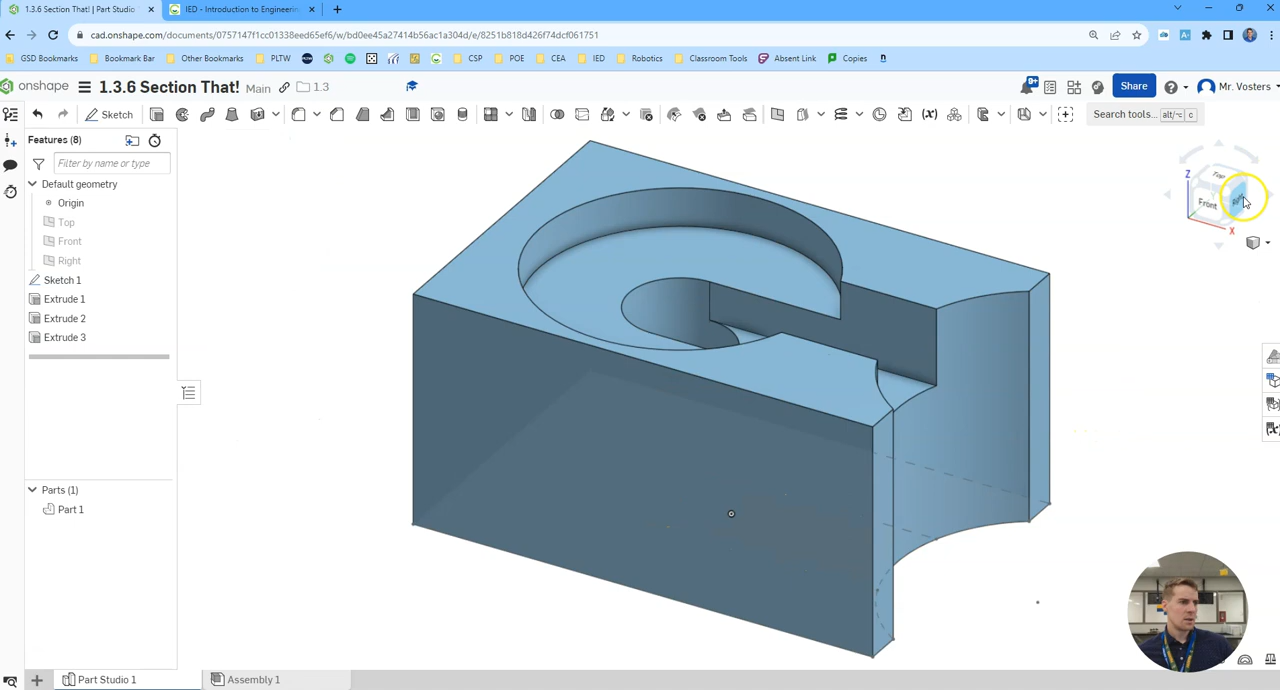 1.3.6 Section That! | Part Studio
IED - Introduction to Engineerin
cad.onshape.com/documents/0757147f1cc01338eed65ef6/w/bd0ee45a27414b56ac1a304d/e/8251b818d426f74dcf061751
GSD Bookmarks Bookmark Bar Other Bookmarks PLTW CSP POE CEA IED Robotics Classroom Tools Absent Link Copies
onshape 1.3.6 Section That! Main 1.3 9+ Share Mr. Vosters
Sketch Search tools... alt/⌥ c
Features (8)
Filter by name or type
Default geometry
Origin
Top
Front
Right
Sketch 1
Extrude 1
Extrude 2
Extrude 3
Parts (1)
Part 1
Z
Top
Front
X
Part Studio 1 Assembly 1